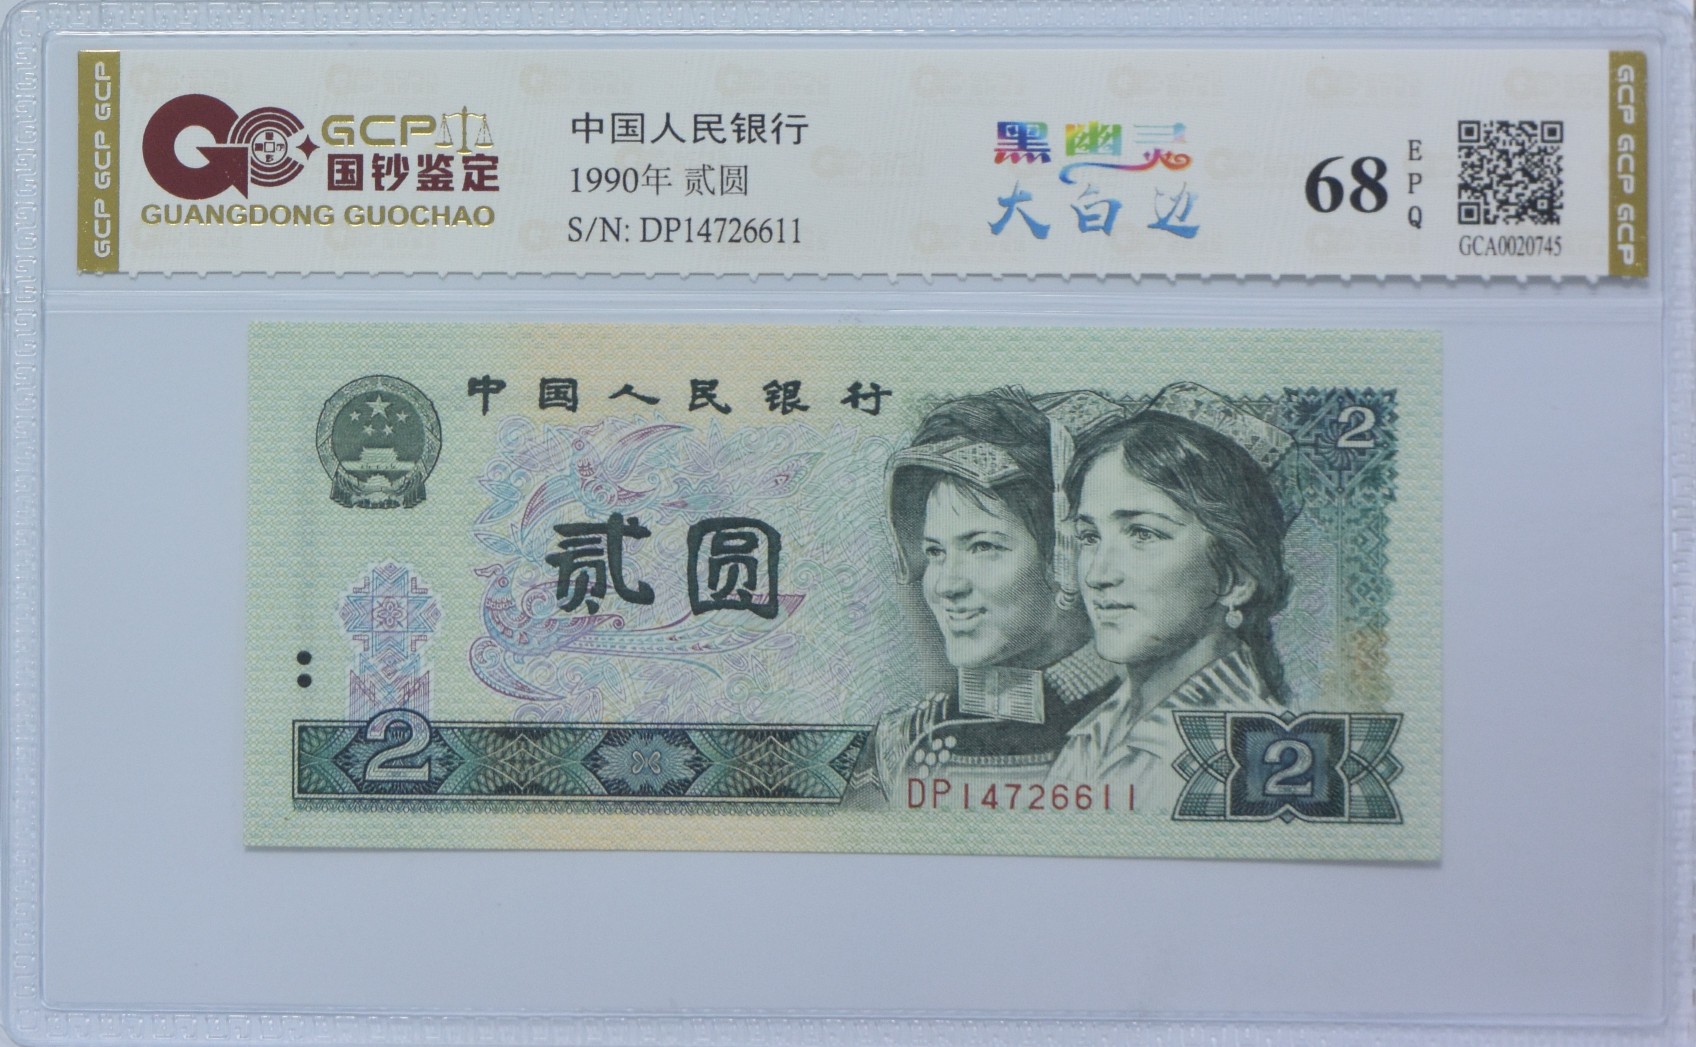 GCP GCP GCP
GCP
国钞鉴定
GUANGDONG GUOCHAO
中国人民银行
1990年 贰圆
S/N: DP14726611
黑幽灵
大白边
68
EPQ
GCA0020745
GCP GCP GCP
中国人民银行
2
贰圆
2
DP14726611
2